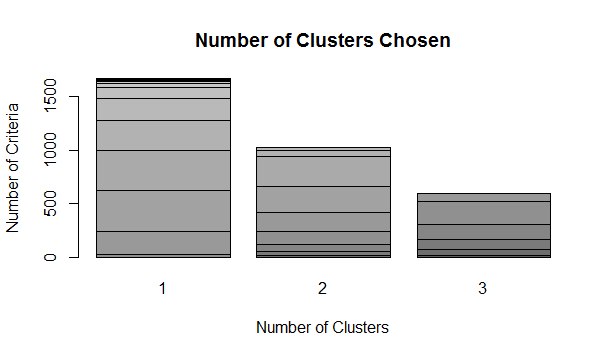 Number of Clusters Chosen
Number of Criteria
1500
1000
500
0
1 2 3
Number of Clusters